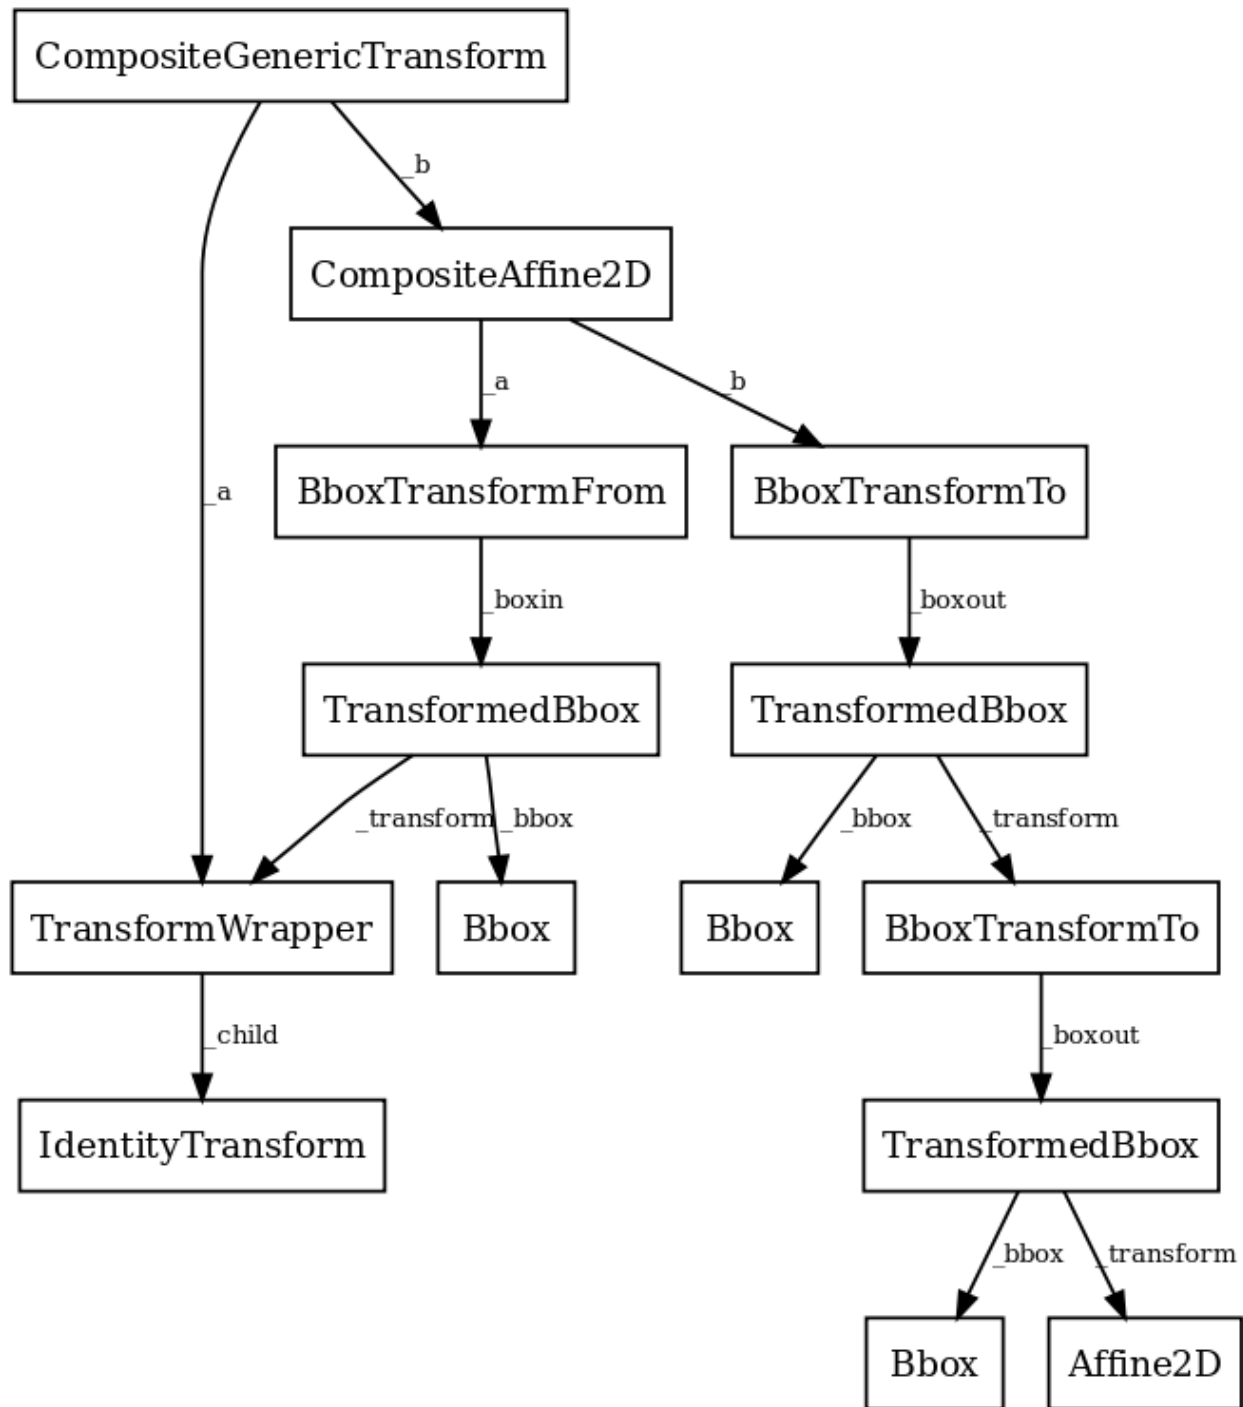 CompositeGenericTransform
_b
CompositeAffine2D
_a
_b
_a
BboxTransformFrom
BboxTransformTo
_boxin
_boxout
TransformedBbox
TransformedBbox
_transform
_bbox
_bbox
_transform
TransformWrapper
Bbox
Bbox
BboxTransformTo
_child
_boxout
IdentityTransform
TransformedBbox
_bbox
_transform
Bbox
Affine2D